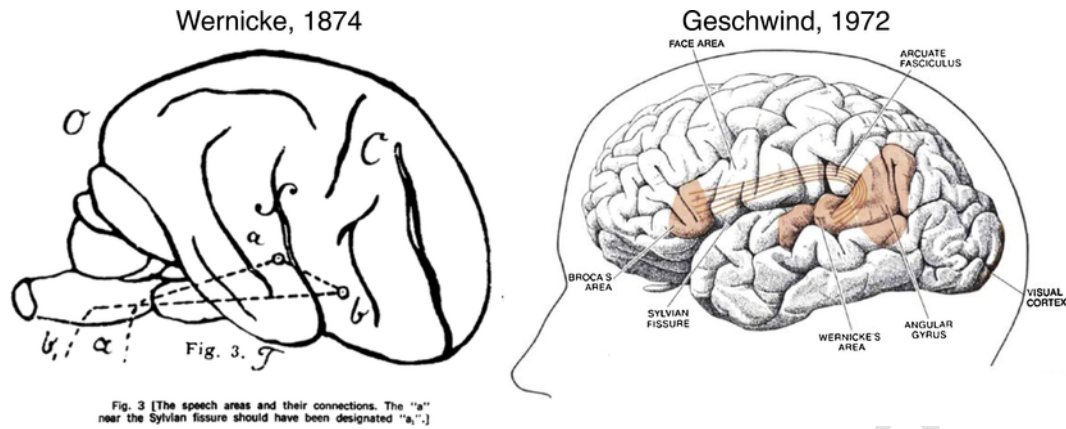 Wernicke, 1874
O
C
S
a
b
b,
a
Fig. 3.
T
Fig. 3 [The speech areas and their connections. The "a"
near the Sylvian fissure should have been designated "a₁".]
Geschwind, 1972
FACE AREA
ARCUATE
FASCICULUS
BROCA'S
AREA
SYLVIAN
FISSURE
WERNICKE'S
AREA
ANGULAR
GYRUS
VISUAL
CORTEX